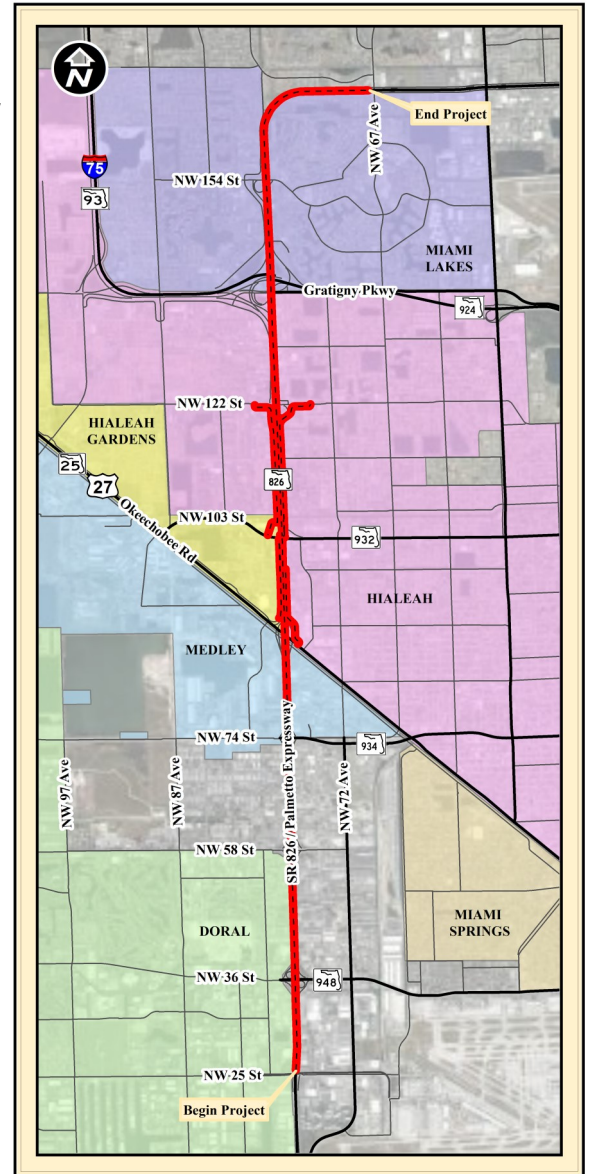 N
End Project
NW 67 Ave
75
93
NW 154 St
MIAMI
LAKES
Gratigny Pkwy
924
NW 122 St
HIALEAH
GARDENS
25
27
826
Okeechobee Rd
NW 103 St
932
HIALEAH
MEDLEY
SR 826 / Palmetto Expressway
NW 74 St
934
NW 97 Ave
NW 87 Ave
NW 72 Ave
NW 58 St
DORAL
MIAMI
SPRINGS
NW 36 St
948
NW 25 St
Begin Project